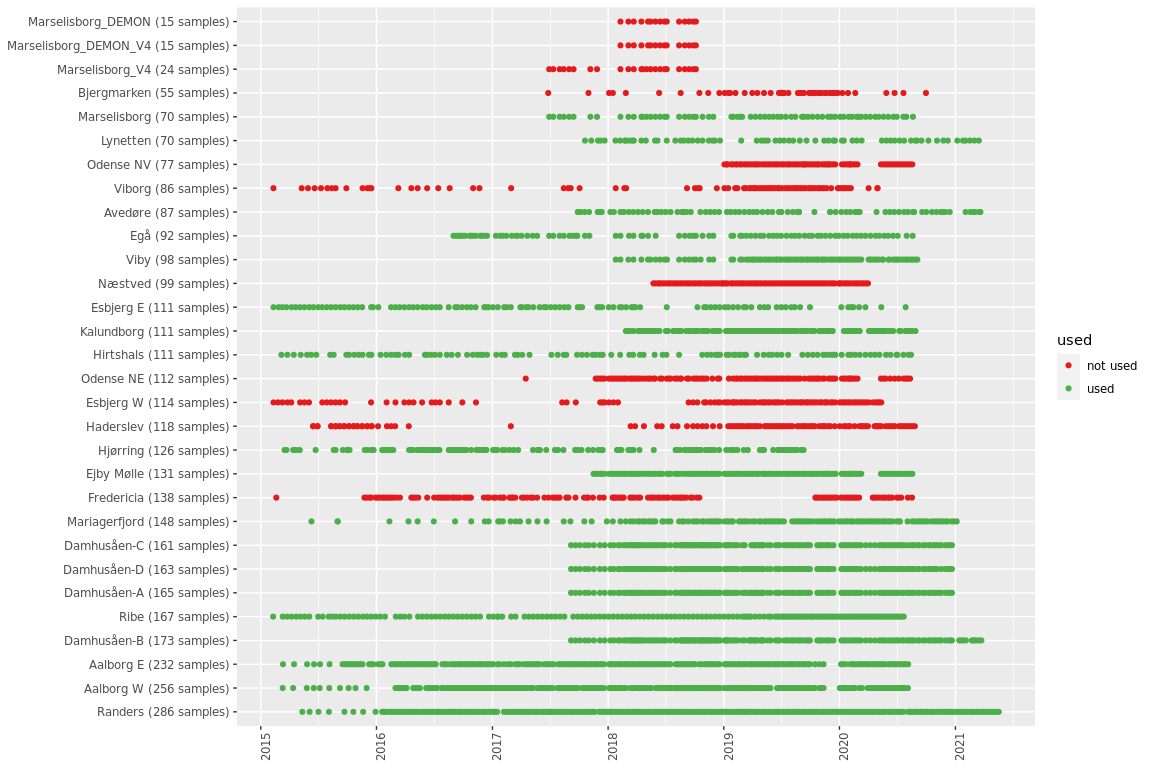 Marselisborg_DEMON (15 samples)
Marselisborg_DEMON_V4 (15 samples)
Marselisborg_V4 (24 samples)
Bjergmarken (55 samples)
Marselisborg (70 samples)
Lynetten (70 samples)
Odense NV (77 samples)
Viborg (86 samples)
Avedøre (87 samples)
Egå (92 samples)
Viby (98 samples)
Næstved (99 samples)
Esbjerg E (111 samples)
Kalundborg (111 samples)
Hirtshals (111 samples)
Odense NE (112 samples)
Esbjerg W (114 samples)
Haderslev (118 samples)
Hjørring (126 samples)
Ejby Mølle (131 samples)
Fredericia (138 samples)
Mariagerfjord (148 samples)
Damhusåen-C (161 samples)
Damhusåen-D (163 samples)
Damhusåen-A (165 samples)
Ribe (167 samples)
Damhusåen-B (173 samples)
Aalborg E (232 samples)
Aalborg W (256 samples)
Randers (286 samples)
2015
2016
2017
2018
2019
2020
2021
used
not used
used